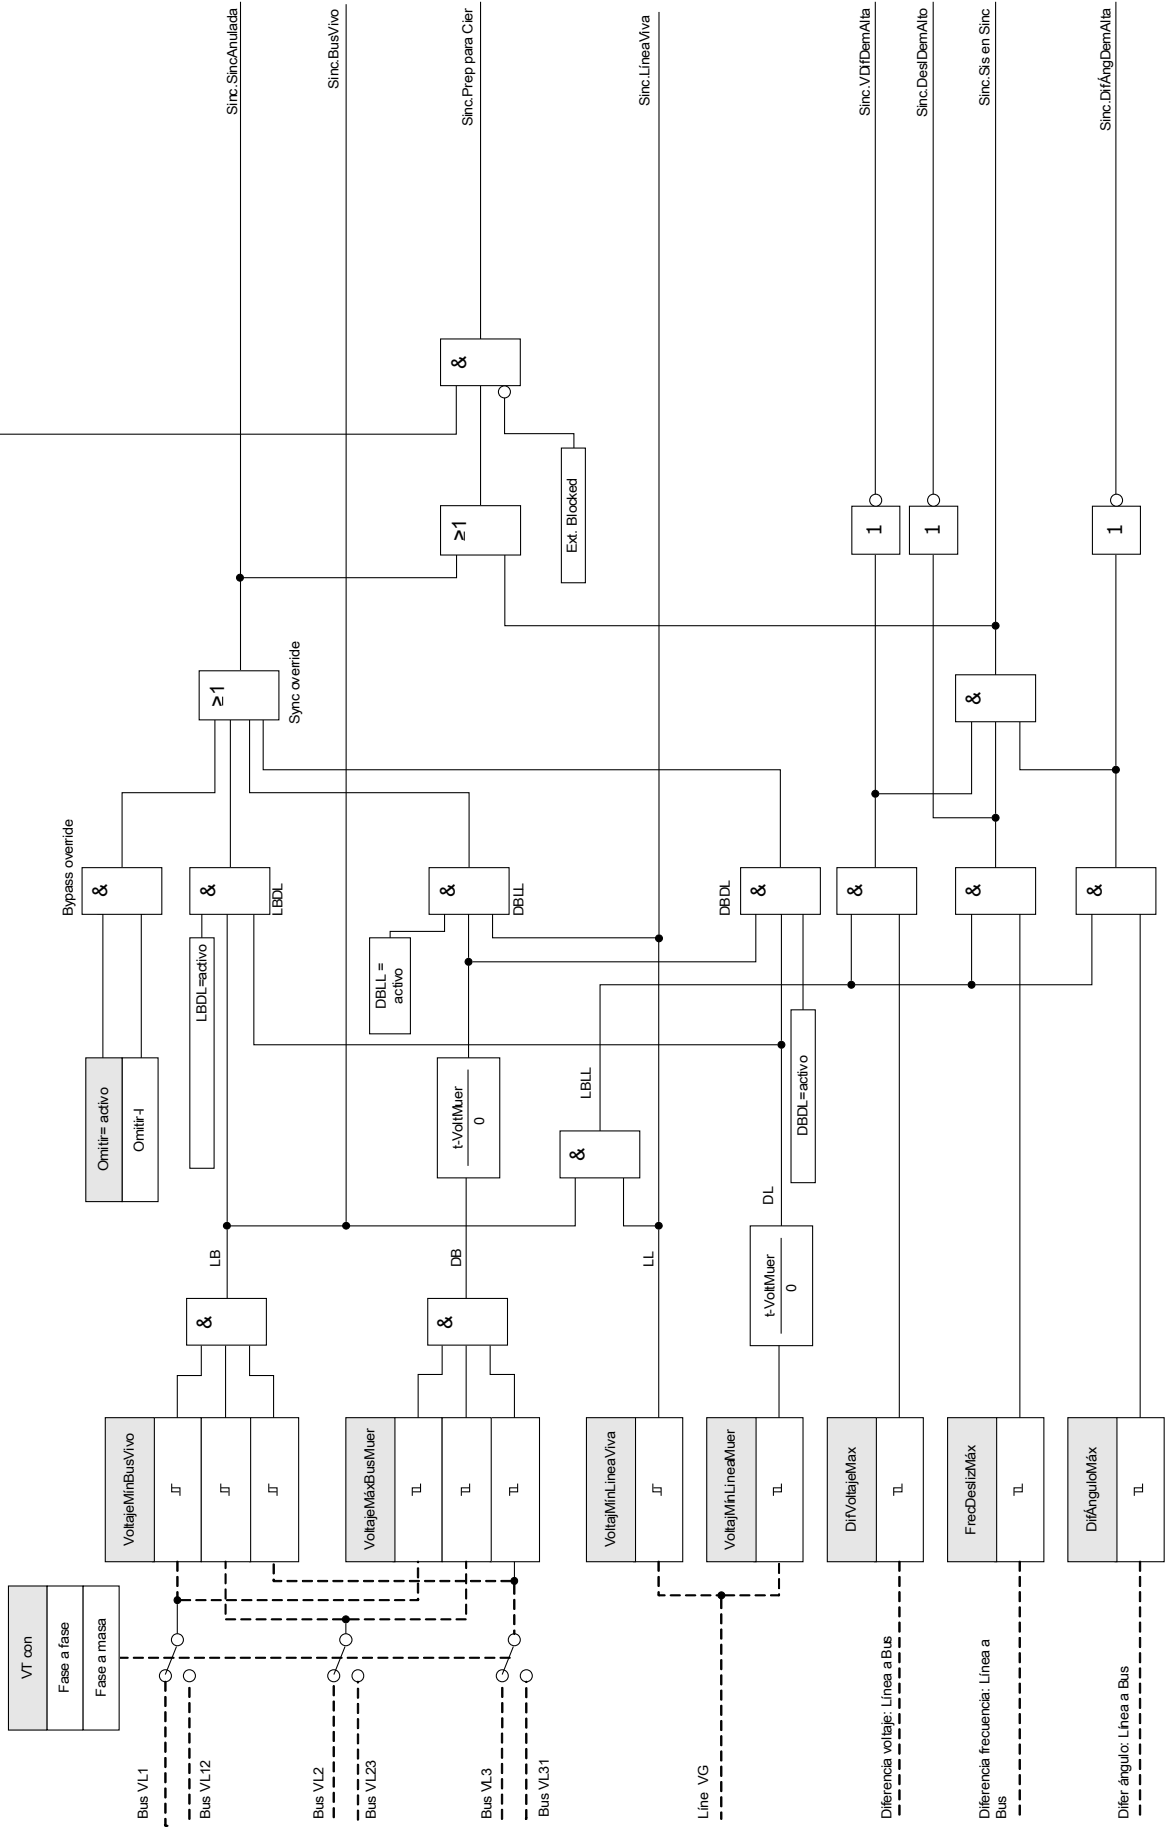 VT con
Fase a fase
Fase a masa
Bus VL1
Bus VL12
Bus VL2
Bus VL23
Bus VL3
Bus VL31
Líne VG
Diferencia voltaje: Línea a Bus
Diferencia frecuencia: Línea a
Bus
Difer ángulo: Línea a Bus
VoltajeMínBusVivo
VoltajeMáxBusMuer
VoltajMínLíneaViva
VoltajMínLíneaMuer
DifVoltajeMax
FrecDeslizMáx
DifÁnguloMáx
&
&
LB
DB
LL
t-VoltMuer
0
DL
Omitir= activo
Omitir-I
LBDL=activo
t-VoltMuer
0
&
LBLL
DBLL =
activo
DBDL=activo
Bypass override
&
&
LBDL
&
DBLL
DBDL
&
&
&
&
≥1
Sync override
&
≥1
Ext. Blocked
1
1
1
&
Sinc.SincAnulada
Sinc.BusVivo
Sinc.Prep para Cier
Sinc.LíneaViva
Sinc.VDifDemAlta
Sinc.DeslDemAlto
Sinc.Sis en Sinc
Sinc.DifÁngDemAlta